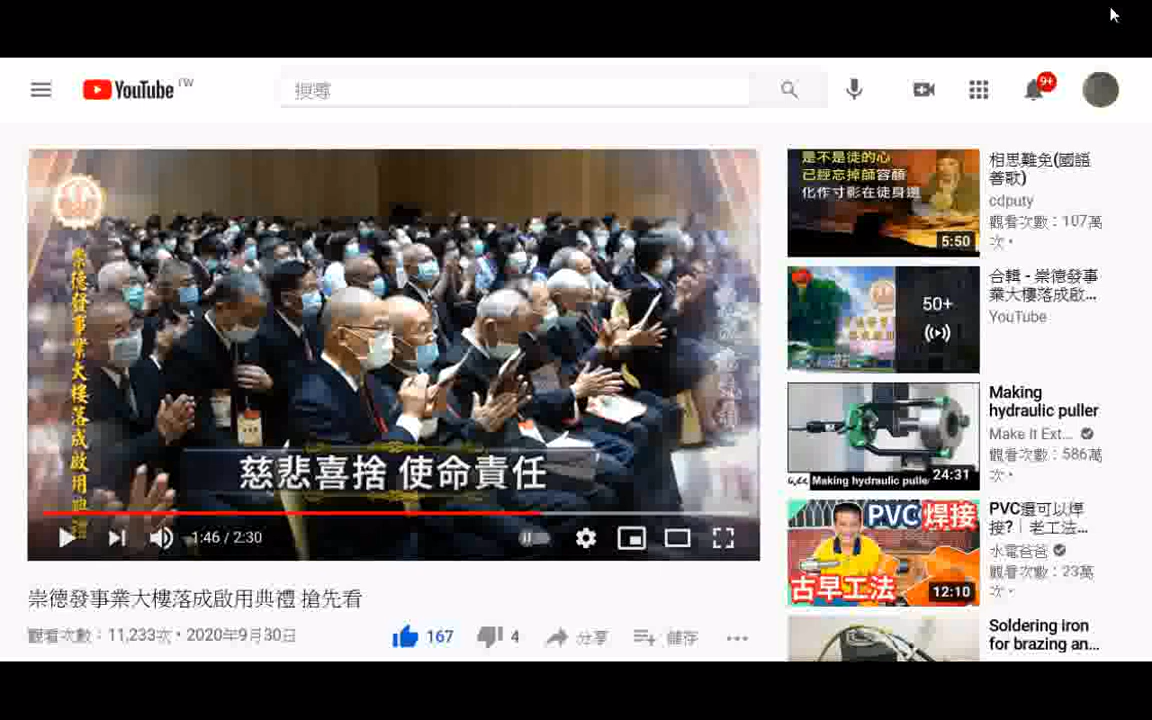 YouTube TW
搜尋
9+
崇德發事業大樓落成啟用典禮
慈悲喜捨 使命責任
1:46 / 2:30
崇德發事業大樓落成啟用典禮 搶先看
觀看次數：11,233次・2020年9月30日
167
4
分享
儲存
是不是徒的心
已經忘掉師容顏
化作寸影在徒身邊
5:50
相思難免(國語
善歌)
cdputy
觀看次數：107萬
次・
50+
合輯 - 崇德發事
業大樓落成啟...
YouTube
Making hydraulic pulle
24:31
Making
hydraulic puller
Make It Ext...
觀看次數：586萬
次・
PVC焊接
古早工法
12:10
PVC還可以焊
接?｜老工法...
水電爸爸
觀看次數：23萬
次・
Soldering iron
for brazing an...